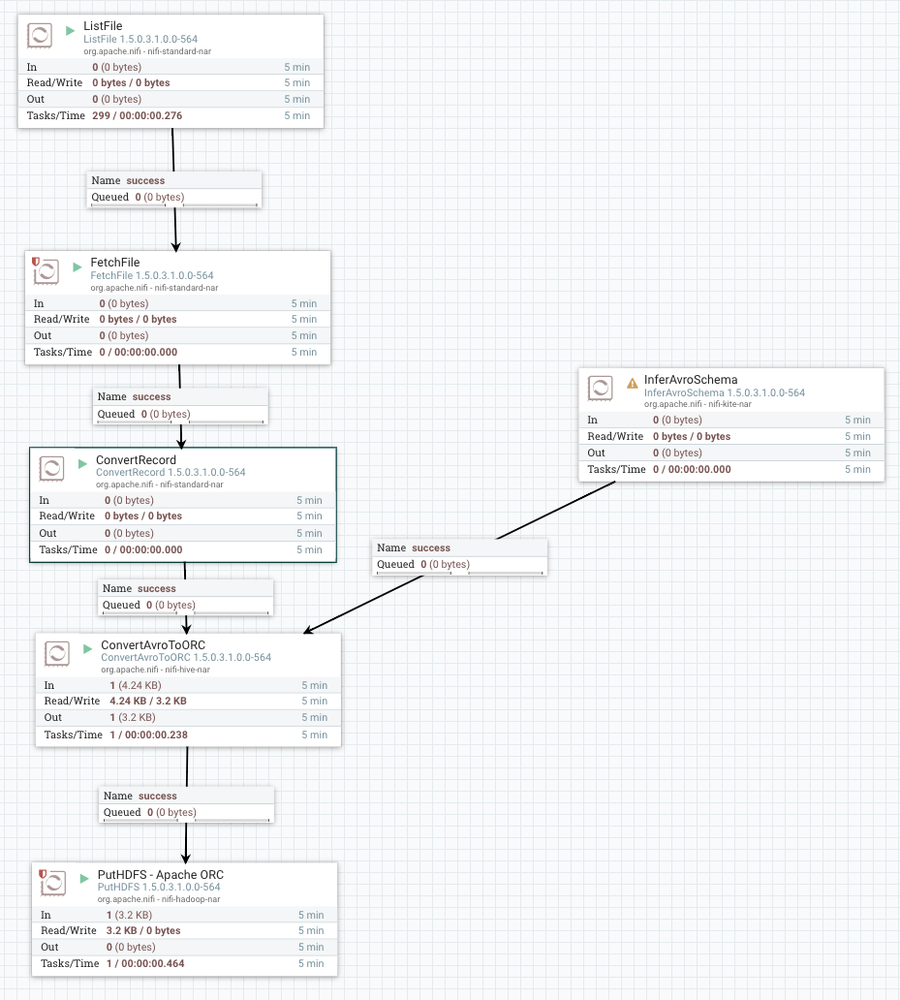 ListFile
ListFile 1.5.0.3.1.0.0-564
org.apache.nifi - nifi-standard-nar
In 0 (0 bytes) 5 min
Read/Write 0 bytes / 0 bytes 5 min
Out 0 (0 bytes) 5 min
Tasks/Time 299 / 00:00:00.276 5 min
Name success
Queued 0 (0 bytes)
FetchFile
FetchFile 1.5.0.3.1.0.0-564
org.apache.nifi - nifi-standard-nar
In 0 (0 bytes) 5 min
Read/Write 0 bytes / 0 bytes 5 min
Out 0 (0 bytes) 5 min
Tasks/Time 0 / 00:00:00.000 5 min
Name success
Queued 0 (0 bytes)
InferAvroSchema
InferAvroSchema 1.5.0.3.1.0.0-564
org.apache.nifi - nifi-kite-nar
In 0 (0 bytes) 5 min
Read/Write 0 bytes / 0 bytes 5 min
Out 0 (0 bytes) 5 min
Tasks/Time 0 / 00:00:00.000 5 min
ConvertRecord
ConvertRecord 1.5.0.3.1.0.0-564
org.apache.nifi - nifi-standard-nar
In 0 (0 bytes) 5 min
Read/Write 0 bytes / 0 bytes 5 min
Out 0 (0 bytes) 5 min
Tasks/Time 0 / 00:00:00.000 5 min
Name success
Queued 0 (0 bytes)
Name success
Queued 0 (0 bytes)
ConvertAvroToORC
ConvertAvroToORC 1.5.0.3.1.0.0-564
org.apache.nifi - nifi-hive-nar
In 1 (4.24 KB) 5 min
Read/Write 4.24 KB / 3.2 KB 5 min
Out 1 (3.2 KB) 5 min
Tasks/Time 1 / 00:00:00.238 5 min
Name success
Queued 0 (0 bytes)
PutHDFS - Apache ORC
PutHDFS 1.5.0.3.1.0.0-564
org.apache.nifi - nifi-hadoop-nar
In 1 (3.2 KB) 5 min
Read/Write 3.2 KB / 0 bytes 5 min
Out 0 (0 bytes) 5 min
Tasks/Time 1 / 00:00:00.464 5 min